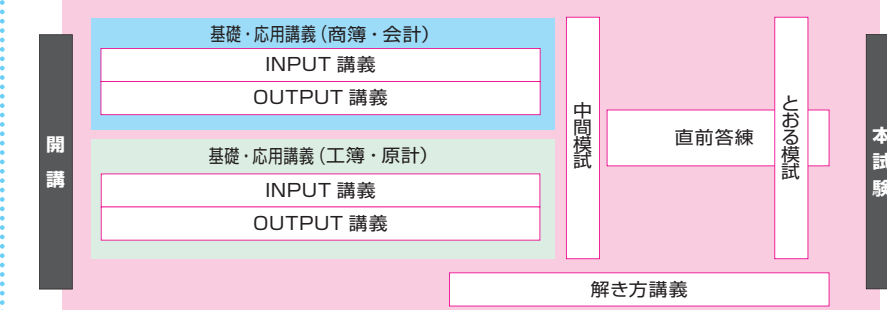 開講
基礎・応用講義(商簿・会計)
INPUT 講義
OUTPUT 講義
基礎・応用講義(工簿・原計)
INPUT 講義
OUTPUT 講義
中間模試
直前答練
とおる模試
解き方講義
本試験